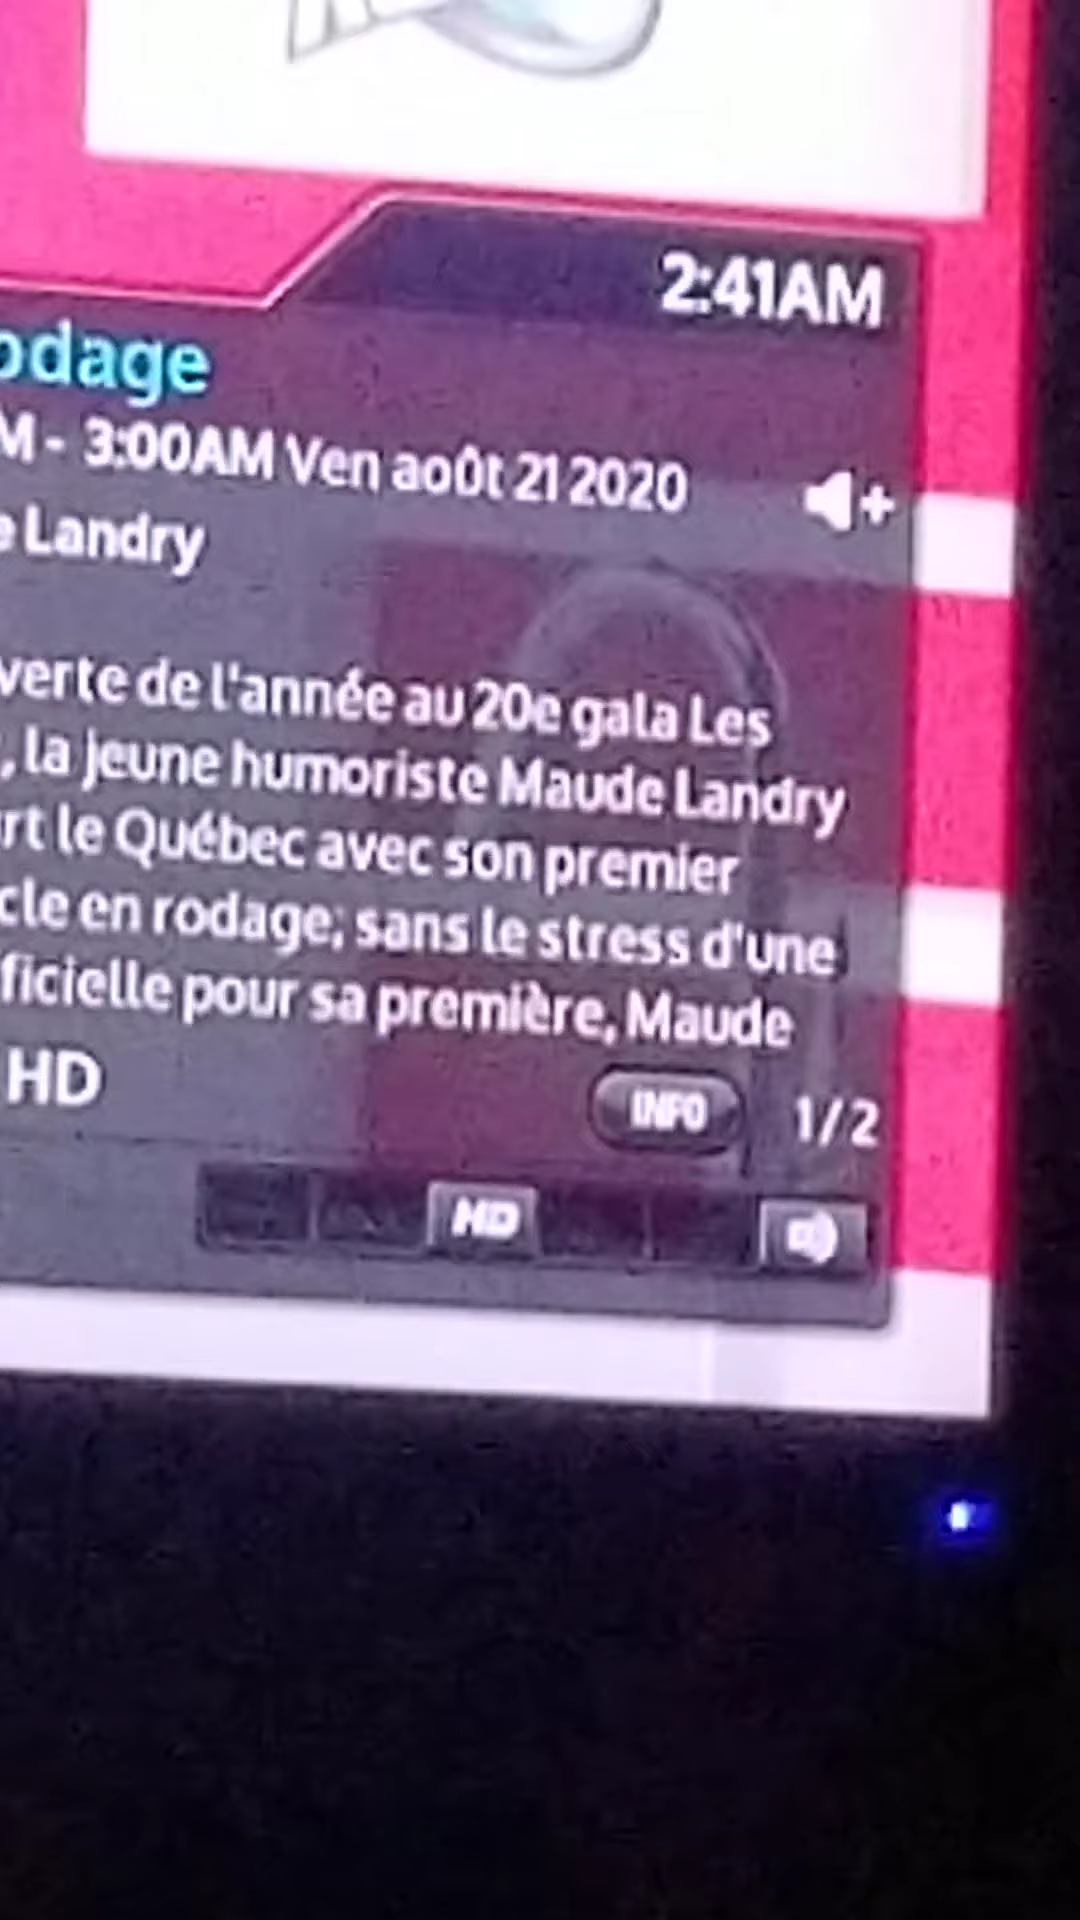 2:41AM
odage
M - 3:00AM Ven août 21 2020
e Landry
verte de l'année au 20e gala Les
, la jeune humoriste Maude Landry
rt le Québec avec son premier
cle en rodage; sans le stress d'une
ficielle pour sa première, Maude
HD
INFO 1/2
HD